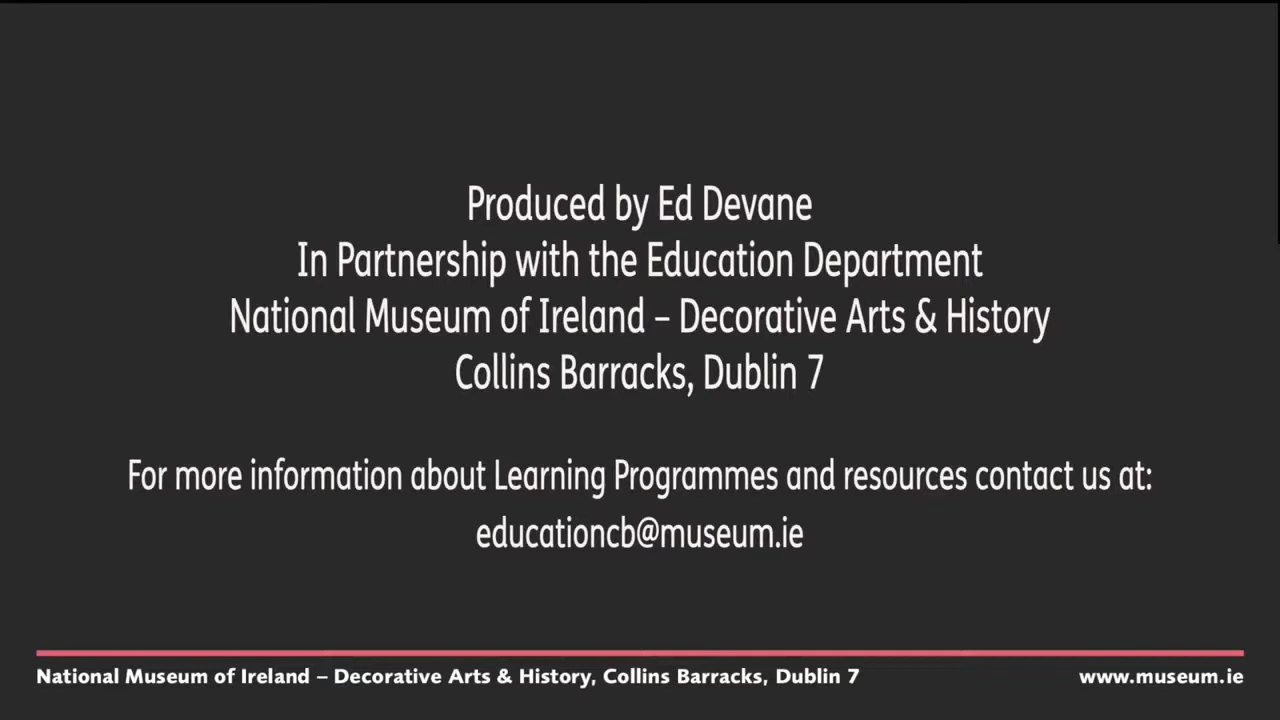 Produced by Ed Devane
In Partnership with the Education Department
National Museum of Ireland – Decorative Arts & History
Collins Barracks, Dublin 7
For more information about Learning Programmes and resources contact us at:
educationcb@museum.ie
National Museum of Ireland – Decorative Arts & History, Collins Barracks, Dublin 7
www.museum.ie